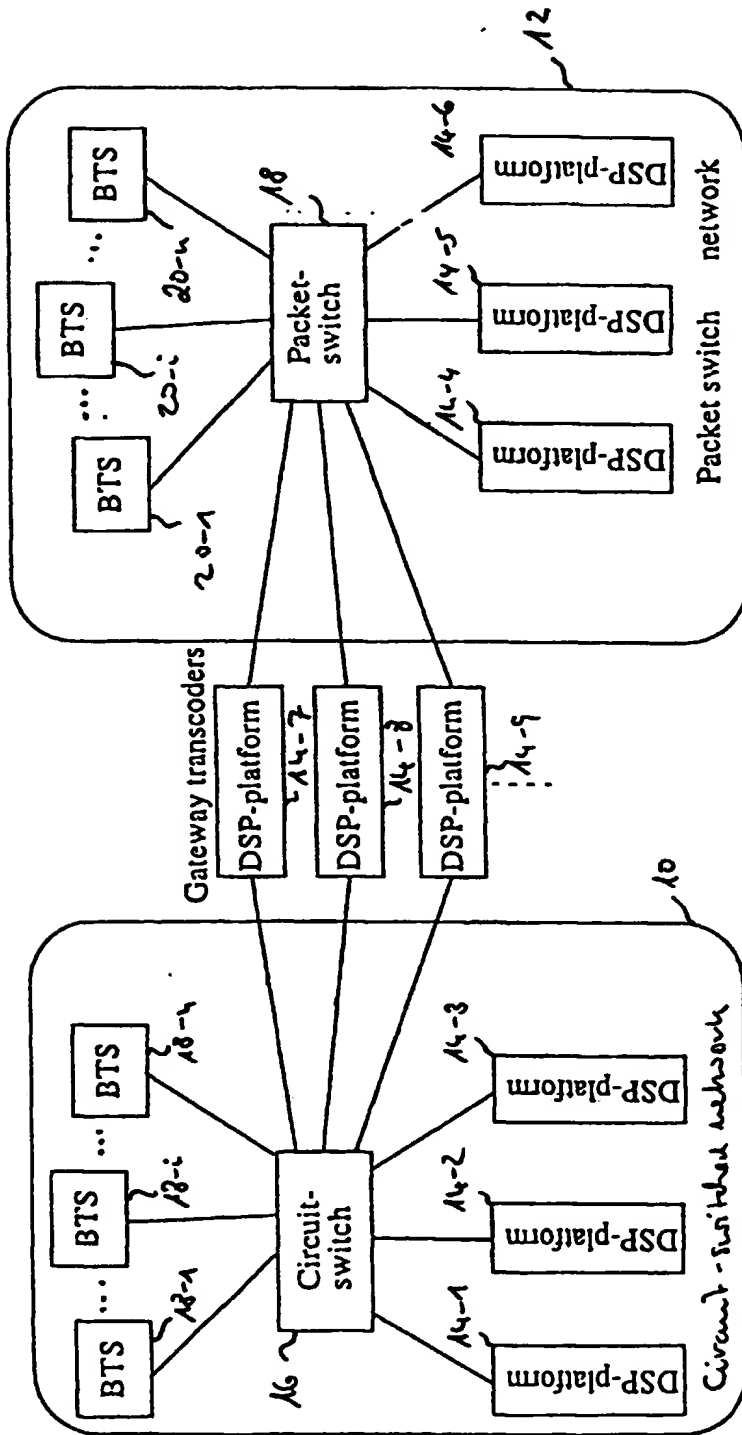 BTS
18-1
...
BTS
18-i
...
BTS
18-n
Circuit-
switch
16
14-1
DSP-platform
14-2
DSP-platform
14-3
DSP-platform
Circuit-switched network
10
Gateway transcoders
DSP-platform
14-7
DSP-platform
14-8
DSP-platform
14-9
BTS
20-1
...
BTS
20-i
...
BTS
20-n
12
Packet-
switch
18
14-4
DSP-platform
14-5
DSP-platform
14-6
DSP-platform
Packet switch network